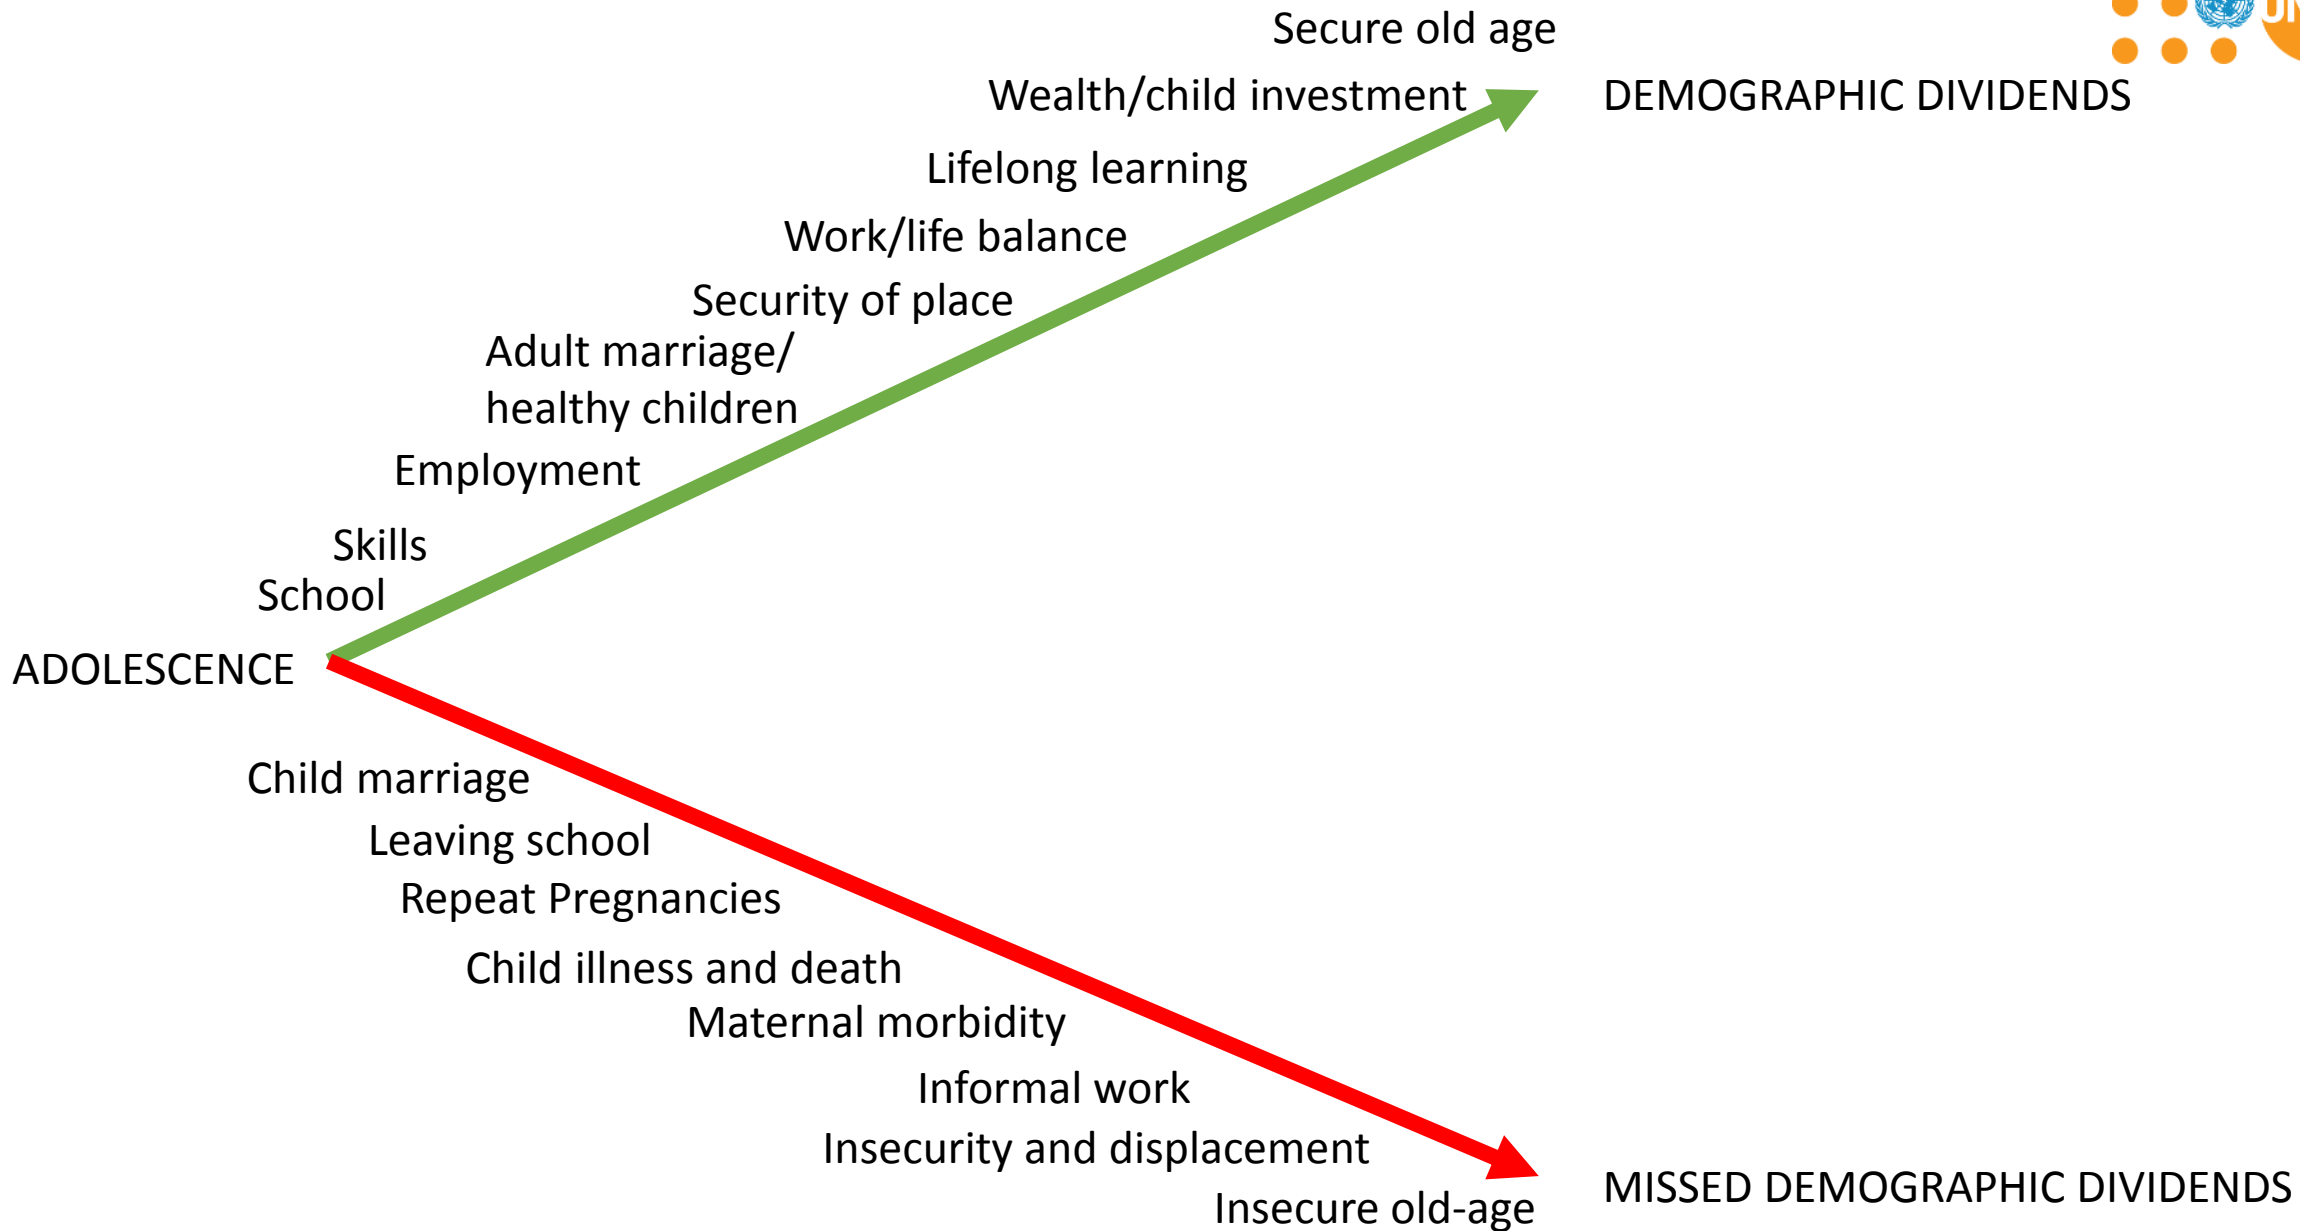 Secure old age
Wealth/child investment
DEMOGRAPHIC DIVIDENDS
Lifelong learning
Work/life balance
Security of place
Adult marriage/
healthy children
Employment
Skills
School
ADOLESCENCE
Child marriage
Leaving school
Repeat Pregnancies
Child illness and death
Maternal morbidity
Informal work
Insecurity and displacement
Insecure old-age
MISSED DEMOGRAPHIC DIVIDENDS